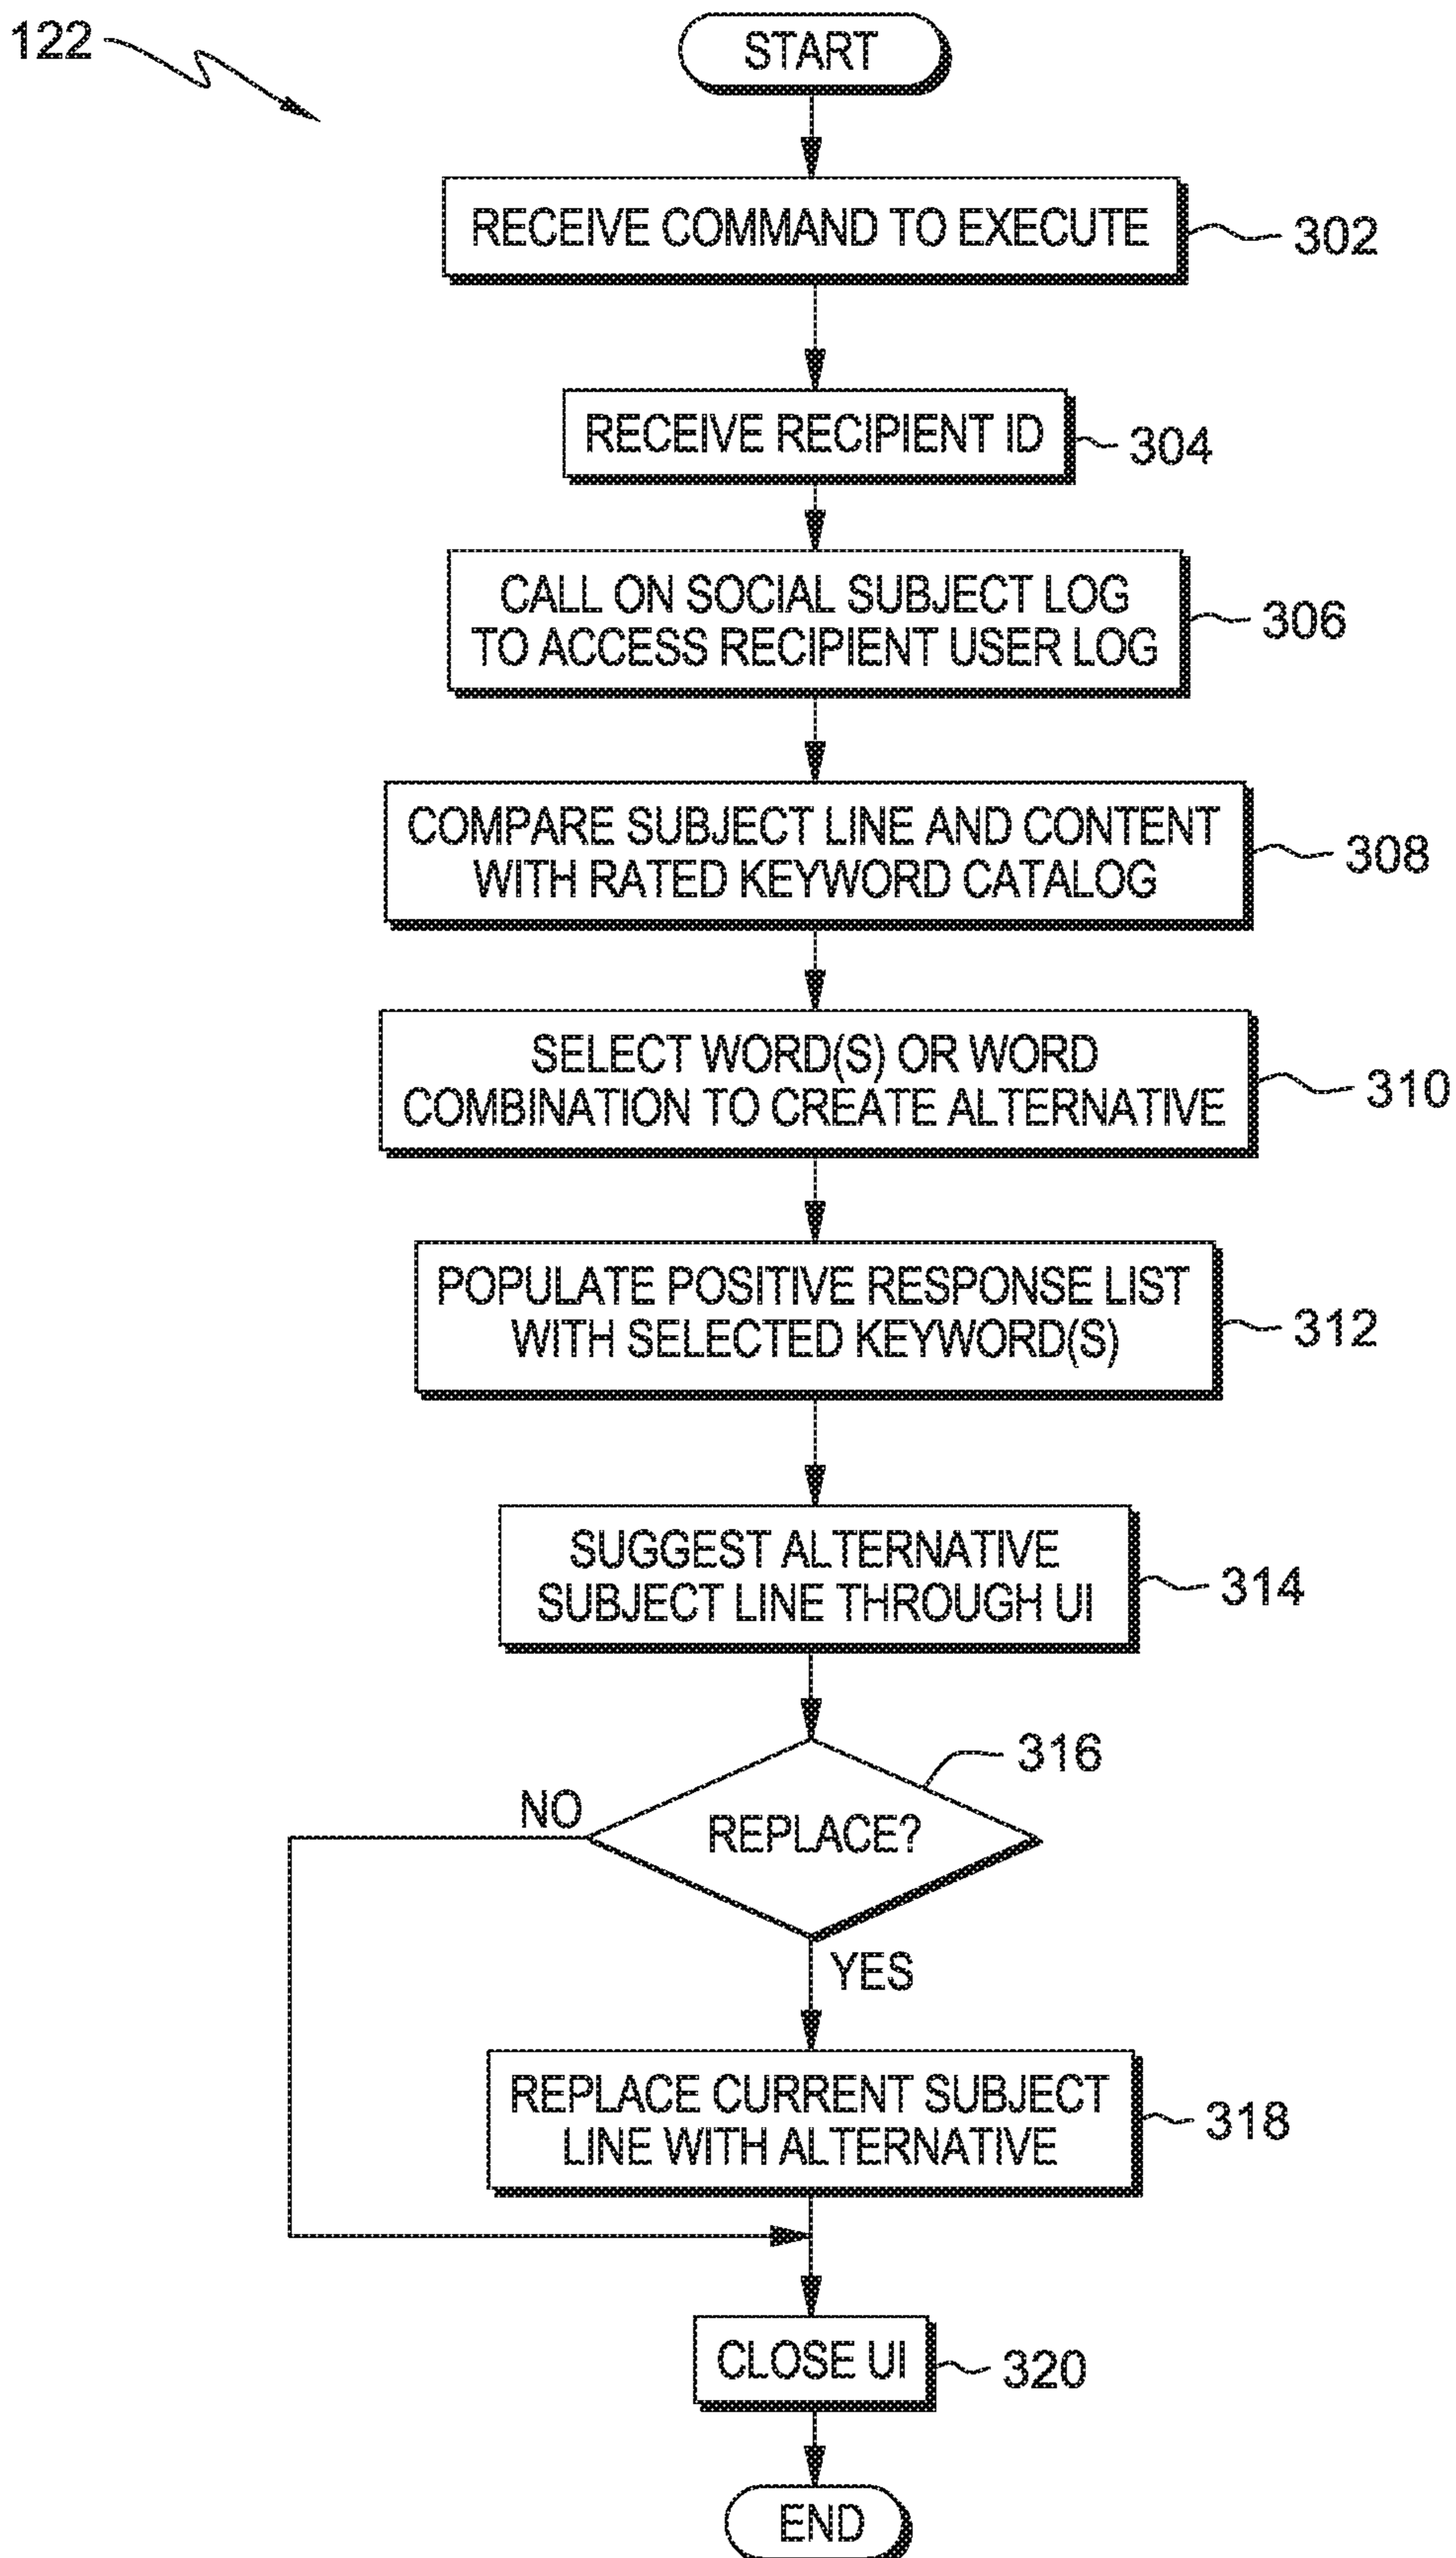 122
START
RECEIVE COMMAND TO EXECUTE
302
RECEIVE RECIPIENT ID
304
CALL ON SOCIAL SUBJECT LOG
TO ACCESS RECIPIENT USER LOG
306
COMPARE SUBJECT LINE AND CONTENT
WITH RATED KEYWORD CATALOG
308
SELECT WORD(S) OR WORD
COMBINATION TO CREATE ALTERNATIVE
310
POPULATE POSITIVE RESPONSE LIST
WITH SELECTED KEYWORD(S)
312
SUGGEST ALTERNATIVE
SUBJECT LINE THROUGH UI
314
316
NO
REPLACE?
YES
REPLACE CURRENT SUBJECT
LINE WITH ALTERNATIVE
318
CLOSE UI
320
END